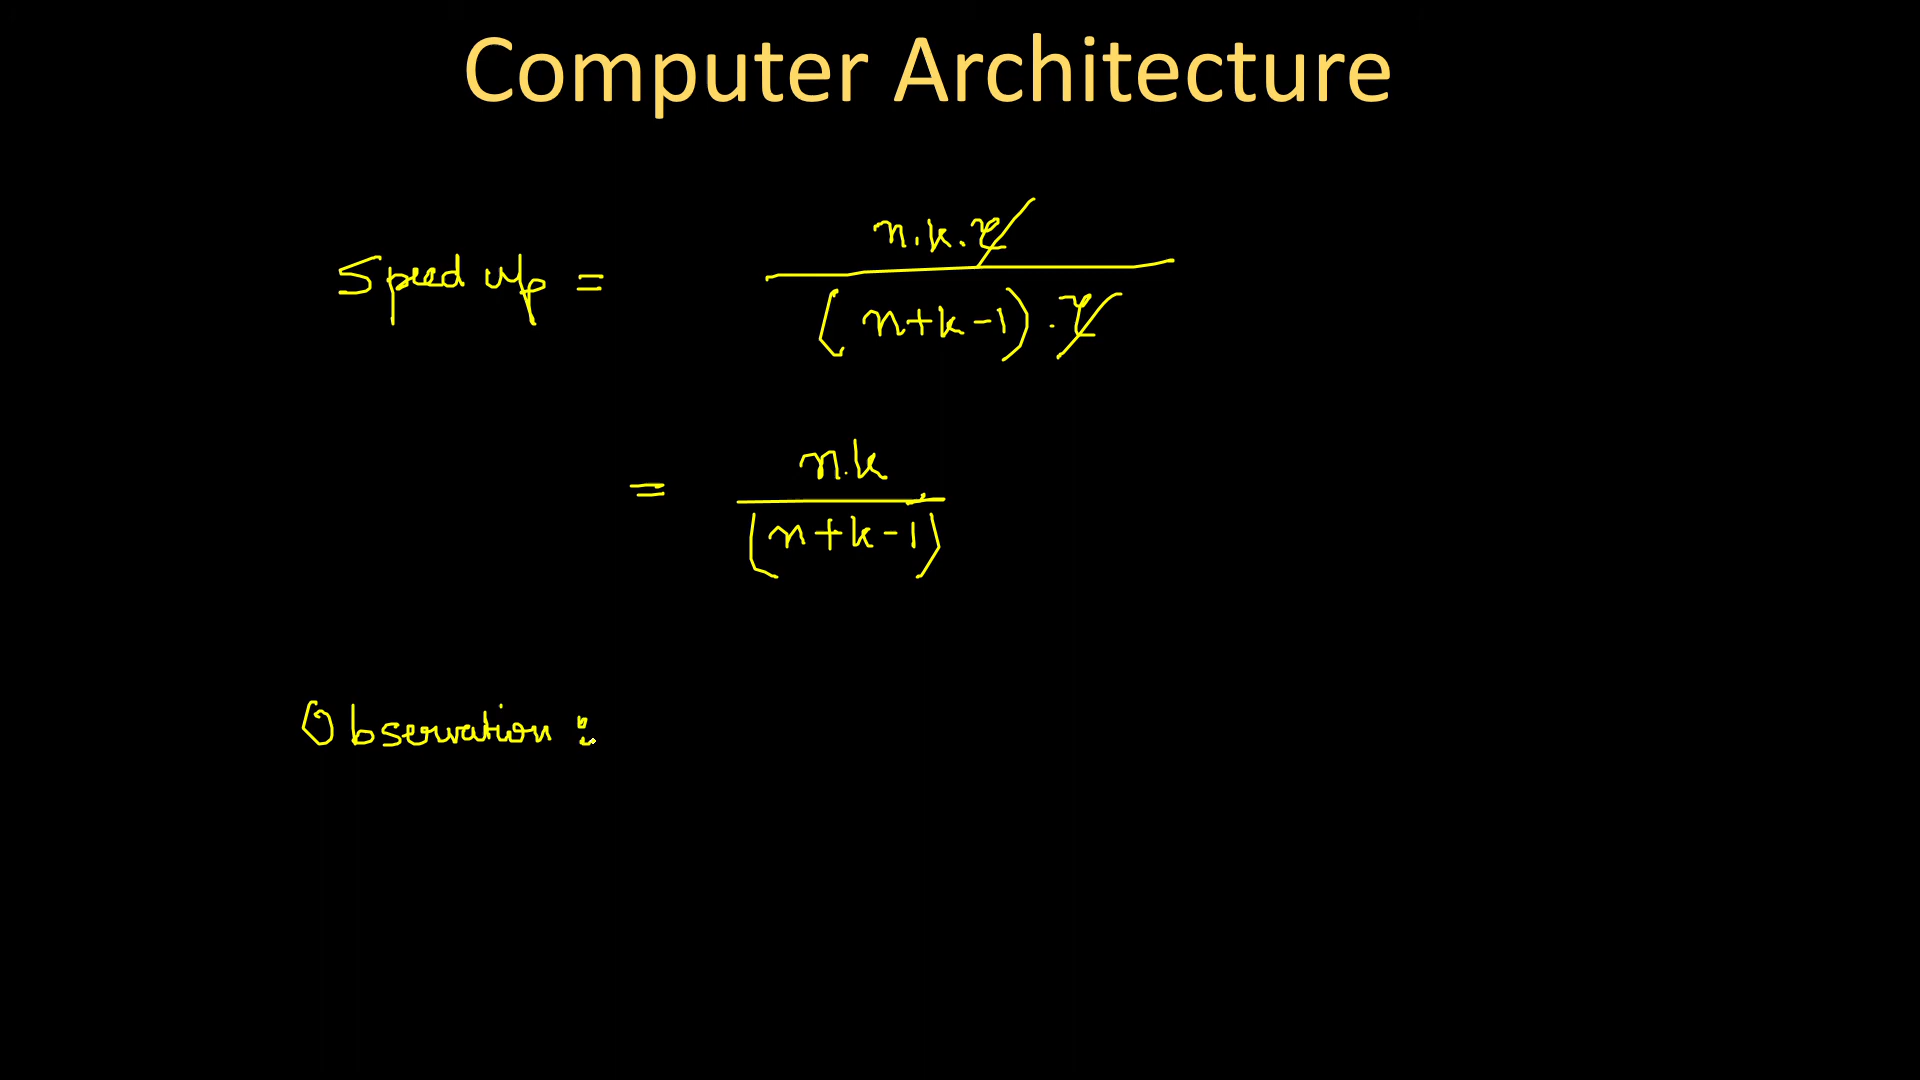 Computer Architecture
Speed up = n.k.τ / (n+k-1).τ
= n.k / (n+k-1)
Observation :